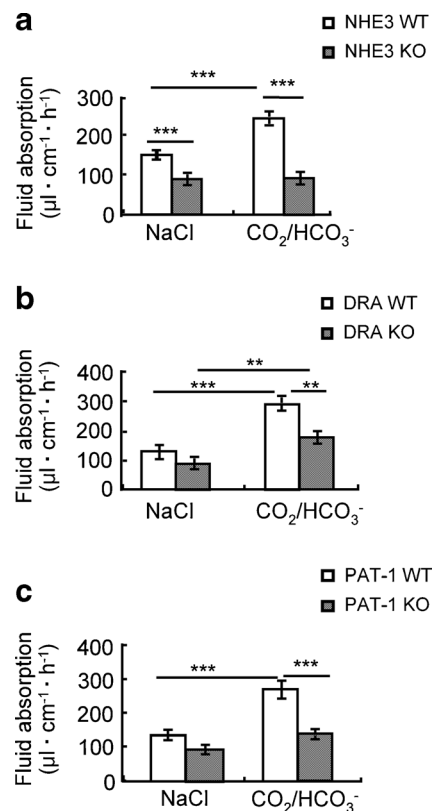 a
NHE3 WT
NHE3 KO
Fluid absorption
(µl · cm⁻¹ · h⁻¹)
300
200
100
0
***
***
***
NaCl
CO₂/HCO₃⁻
b
DRA WT
DRA KO
Fluid absorption
(µl · cm⁻¹ · h⁻¹)
400
300
200
100
0
**
***
**
NaCl
CO₂/HCO₃⁻
c
PAT-1 WT
PAT-1 KO
Fluid absorption
(µl · cm⁻¹ · h⁻¹)
400
300
200
100
0
***
***
NaCl
CO₂/HCO₃⁻